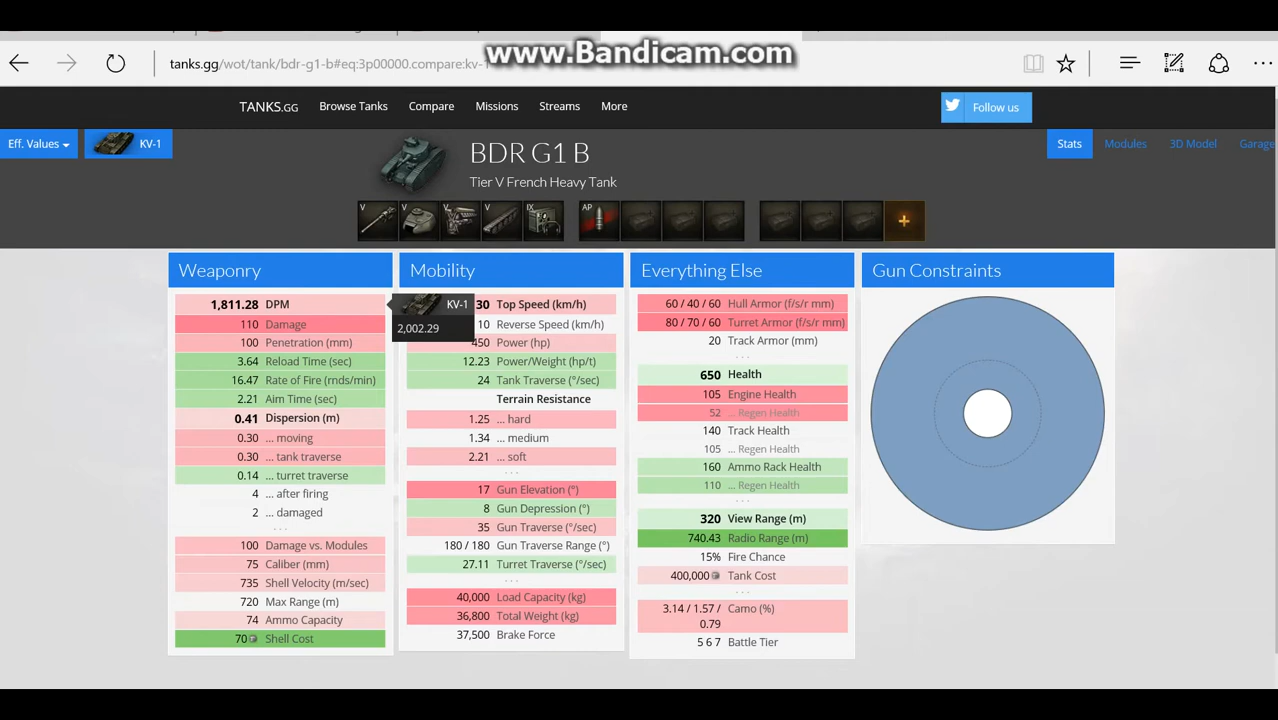 www.Bandicam.com
tanks.gg/wot/tank/bdr-g1-b#eq:3p00000.compare:kv-1
TANKS.GG Browse Tanks Compare Missions Streams More Follow us
Eff. Values KV-1 Stats Modules 3D Model Garage
BDR G1 B
Tier V French Heavy Tank
V V V V IX AP +
Weaponry
1,811.28 DPM
110 Damage
100 Penetration (mm)
3.64 Reload Time (sec)
16.47 Rate of Fire (rnds/min)
2.21 Aim Time (sec)
0.41 Dispersion (m)
0.30 ... moving
0.30 ... tank traverse
0.14 ... turret traverse
4 ... after firing
2 ... damaged
...
100 Damage vs. Modules
75 Caliber (mm)
735 Shell Velocity (m/sec)
720 Max Range (m)
74 Ammo Capacity
70 Shell Cost
KV-1
2,002.29
Mobility
30 Top Speed (km/h)
10 Reverse Speed (km/h)
450 Power (hp)
12.23 Power/Weight (hp/t)
24 Tank Traverse (°/sec)
Terrain Resistance
1.25 ... hard
1.34 ... medium
2.21 ... soft
...
17 Gun Elevation (°)
8 Gun Depression (°)
35 Gun Traverse (°/sec)
180 / 180 Gun Traverse Range (°)
27.11 Turret Traverse (°/sec)
...
40,000 Load Capacity (kg)
36,800 Total Weight (kg)
37,500 Brake Force
Everything Else
60 / 40 / 60 Hull Armor (f/s/r mm)
80 / 70 / 60 Turret Armor (f/s/r mm)
20 Track Armor (mm)
...
650 Health
105 Engine Health
52 ... Regen Health
140 Track Health
105 ... Regen Health
160 Ammo Rack Health
110 ... Regen Health
...
320 View Range (m)
740.43 Radio Range (m)
15% Fire Chance
400,000 Tank Cost
...
3.14 / 1.57 / Camo (%)
0.79
5 6 7 Battle Tier
Gun Constraints